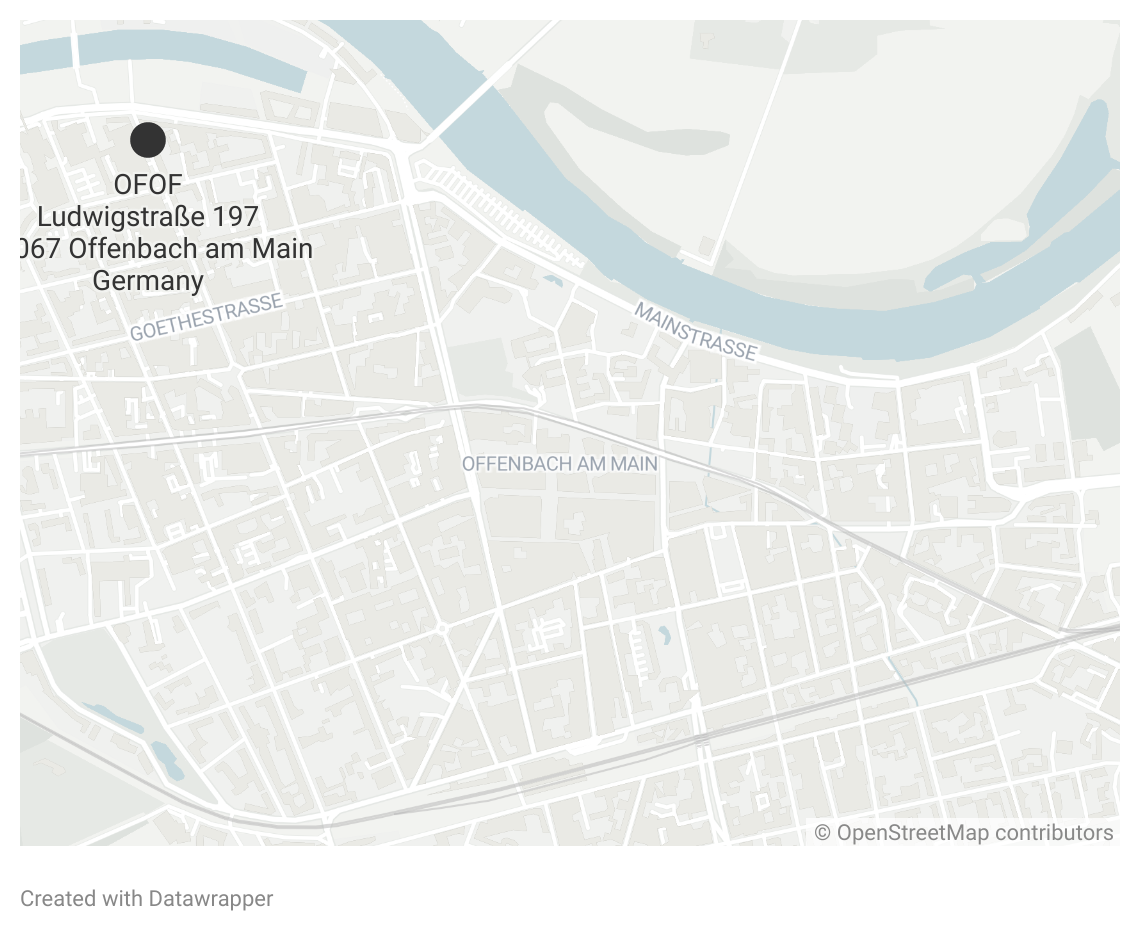 OFOF
Ludwigstraße 197
067 Offenbach am Main
Germany
GOETHESTRASSE
MAINSTRASSE
OFFENBACH AM MAIN
© OpenStreetMap contributors
Created with Datawrapper